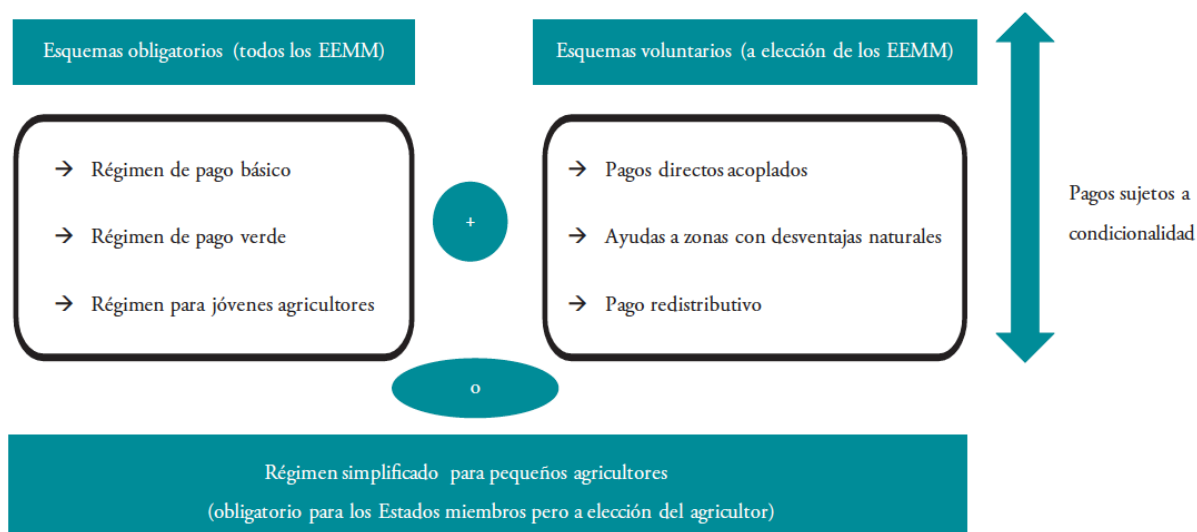 Esquemas obligatorios (todos los EEMM)
Esquemas voluntarios (a elección de los EEMM)
→ Régimen de pago básico
→ Régimen de pago verde
→ Régimen para jóvenes agricultores
+
→ Pagos directos acoplados
→ Ayudas a zonas con desventajas naturales
→ Pago redistributivo
Pagos sujetos a
condicionalidad
o
Régimen simplificado para pequeños agricultores
(obligatorio para los Estados miembros pero a elección del agricultor)